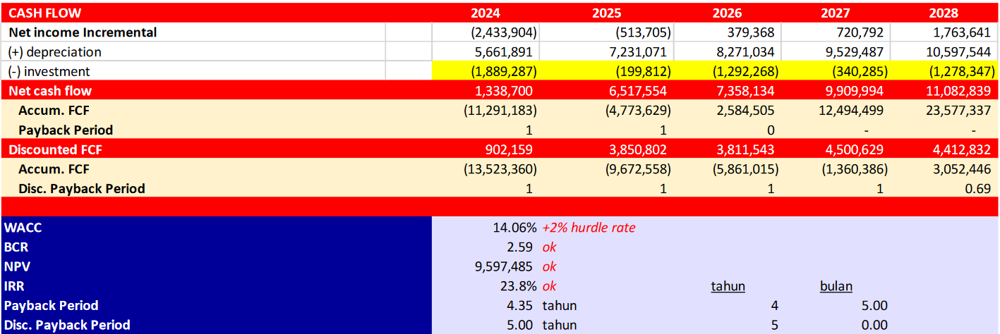 CASH FLOW 2024 2025 2026 2027 2028
Net income Incremental (2,433,904) (513,705) 379,368 720,792 1,763,641
(+) depreciation 5,661,891 7,231,071 8,271,034 9,529,487 10,597,544
(-) investment (1,889,287) (199,812) (1,292,268) (340,285) (1,278,347)
Net cash flow 1,338,700 6,517,554 7,358,134 9,909,994 11,082,839
Accum. FCF (11,291,183) (4,773,629) 2,584,505 12,494,499 23,577,337
Payback Period 1 1 0 - -
Discounted FCF 902,159 3,850,802 3,811,543 4,500,629 4,412,832
Accum. FCF (13,523,360) (9,672,558) (5,861,015) (1,360,386) 3,052,446
Disc. Payback Period 1 1 1 1 0.69
WACC 14.06% +2% hurdle rate
BCR 2.59 ok
NPV 9,597,485 ok
IRR 23.8% ok tahun bulan
Payback Period 4.35 tahun 4 5.00
Disc. Payback Period 5.00 tahun 5 0.00